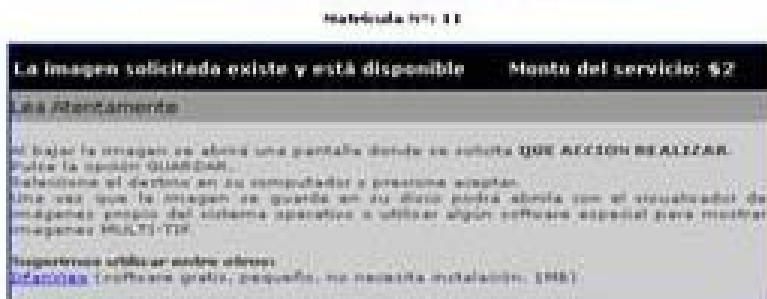 Matrícula Nº: 11
La imagen solicitada existe y está disponible Monto del servicio: $2
Lea Atentamente
Al bajar la imagen se abrirá una pantalla donde se solicita QUE ACCION REALIZAR.
Pulse la opción GUARDAR.
Seleccione el destino en su computador y presione aceptar.
Una vez que la imagen se guarda en su disco podrá abrirla con el visualizador de
imágenes propio del sistema operativo o utilizar algún software especial para mostrar
imagenes MULTI-TIF.
Sugerimos utilizar entre otros:
(software gratis, pequeño, no necesita instalación, 1MB)